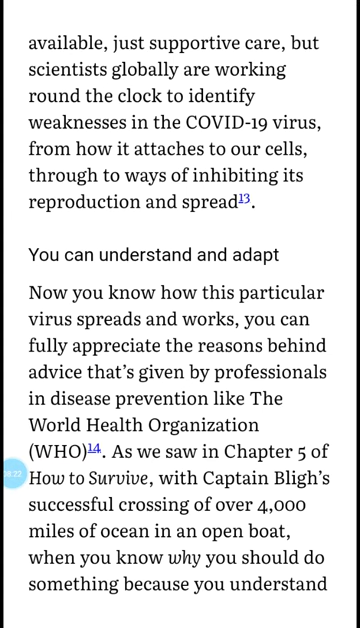 available, just supportive care, but
scientists globally are working
round the clock to identify
weaknesses in the COVID-19 virus,
from how it attaches to our cells,
through to ways of inhibiting its
reproduction and spread13.
You can understand and adapt
Now you know how this particular
virus spreads and works, you can
fully appreciate the reasons behind
advice that’s given by professionals
in disease prevention like The
World Health Organization
(WHO)14. As we saw in Chapter 5 of
How to Survive, with Captain Bligh’s
successful crossing of over 4,000
miles of ocean in an open boat,
when you know why you should do
something because you understand